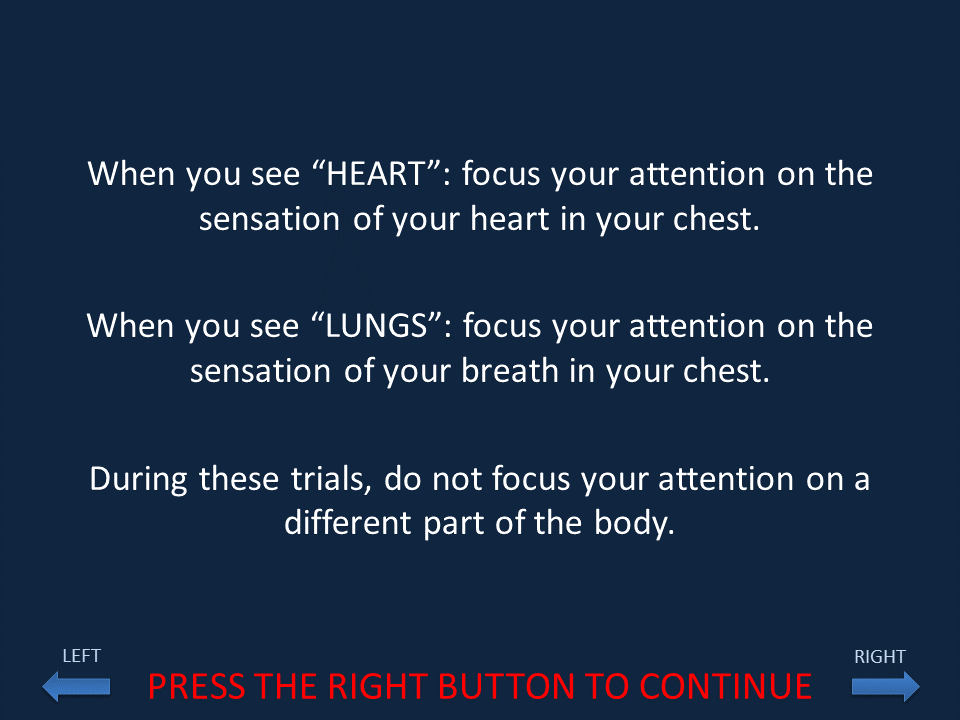 When you see “HEART”: focus your attention on the
sensation of your heart in your chest.
When you see “LUNGS”: focus your attention on the
sensation of your breath in your chest.
During these trials, do not focus your attention on a
different part of the body.
LEFT
RIGHT
PRESS THE RIGHT BUTTON TO CONTINUE